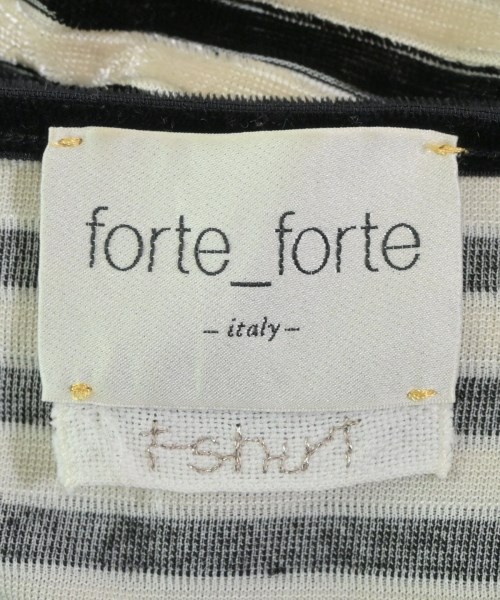 forte_forte
– italy –
t-shirt